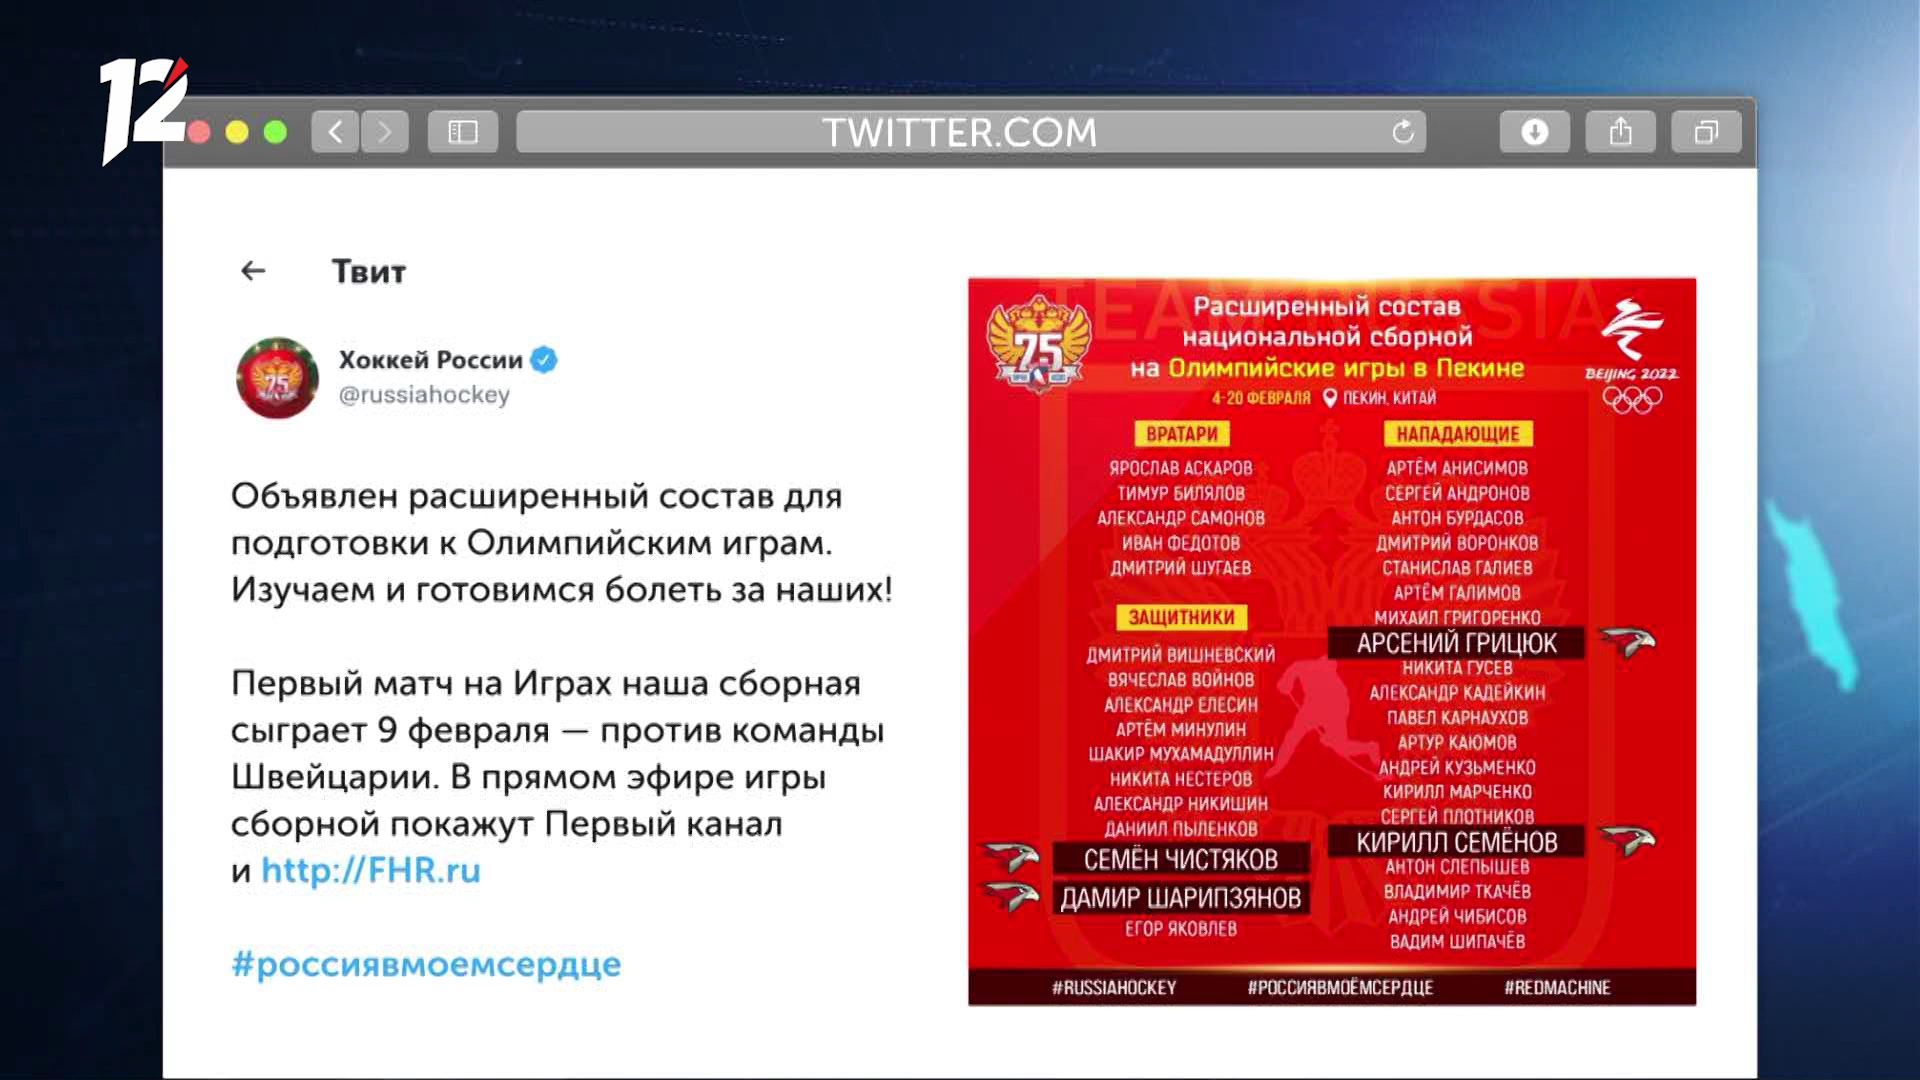 12
TWITTER.COM
Твит
Хоккей России
@russiahockey
Объявлен расширенный состав для
подготовки к Олимпийским играм.
Изучаем и готовимся болеть за наших!
Первый матч на Играх наша сборная
сыграет 9 февраля — против команды
Швейцарии. В прямом эфире игры
сборной покажут Первый канал
и http://FHR.ru
#россиявмоемсердце
TEAM RUSSIA
75
Расширенный состав
национальной сборной
на Олимпийские игры в Пекине
4-20 ФЕВРАЛЯ ПЕКИН, КИТАЙ
BEIJING 2022
ВРАТАРИ
ЯРОСЛАВ АСКАРОВ
ТИМУР БИЛЯЛОВ
АЛЕКСАНДР САМОНОВ
ИВАН ФЕДОТОВ
ДМИТРИЙ ШУГАЕВ
ЗАЩИТНИКИ
ДМИТРИЙ ВИШНЕВСКИЙ
ВЯЧЕСЛАВ ВОЙНОВ
АЛЕКСАНДР ЕЛЕСИН
АРТЁМ МИНУЛИН
ШАКИР МУХАМАДУЛЛИН
НИКИТА НЕСТЕРОВ
АЛЕКСАНДР НИКИШИН
ДАНИИЛ ПЫЛЕНКОВ
СЕМЁН ЧИСТЯКОВ
ДАМИР ШАРИПЗЯНОВ
ЕГОР ЯКОВЛЕВ
НАПАДАЮЩИЕ
АРТЁМ АНИСИМОВ
СЕРГЕЙ АНДРОНОВ
АНТОН БУРДАСОВ
ДМИТРИЙ ВОРОНКОВ
СТАНИСЛАВ ГАЛИЕВ
АРТЁМ ГАЛИМОВ
МИХАИЛ ГРИГОРЕНКО
АРСЕНИЙ ГРИЦЮК
НИКИТА ГУСЕВ
АЛЕКСАНДР КАДЕЙКИН
ПАВЕЛ КАРНАУХОВ
АРТУР КАЮМОВ
АНДРЕЙ КУЗЬМЕНКО
КИРИЛЛ МАРЧЕНКО
СЕРГЕЙ ПЛОТНИКОВ
КИРИЛЛ СЕМЁНОВ
АНТОН СЛЕПЫШЕВ
ВЛАДИМИР ТКАЧЁВ
АНДРЕЙ ЧИБИСОВ
ВАДИМ ШИПАЧЁВ
#RUSSIAHOCKEY #РОССИЯВМОЁМСЕРДЦЕ #REDMACHINE